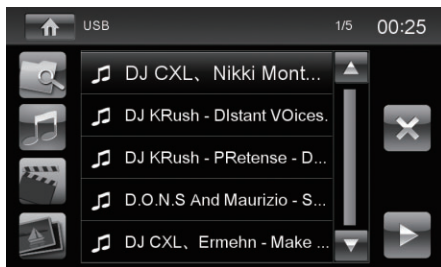 USB 1/5 00:25
DJ CXL、Nikki Mont...
DJ KRush - DIstant VOices.
DJ KRush - PRetense - D...
D.O.N.S And Maurizio - S...
DJ CXL、Ermehn - Make ...